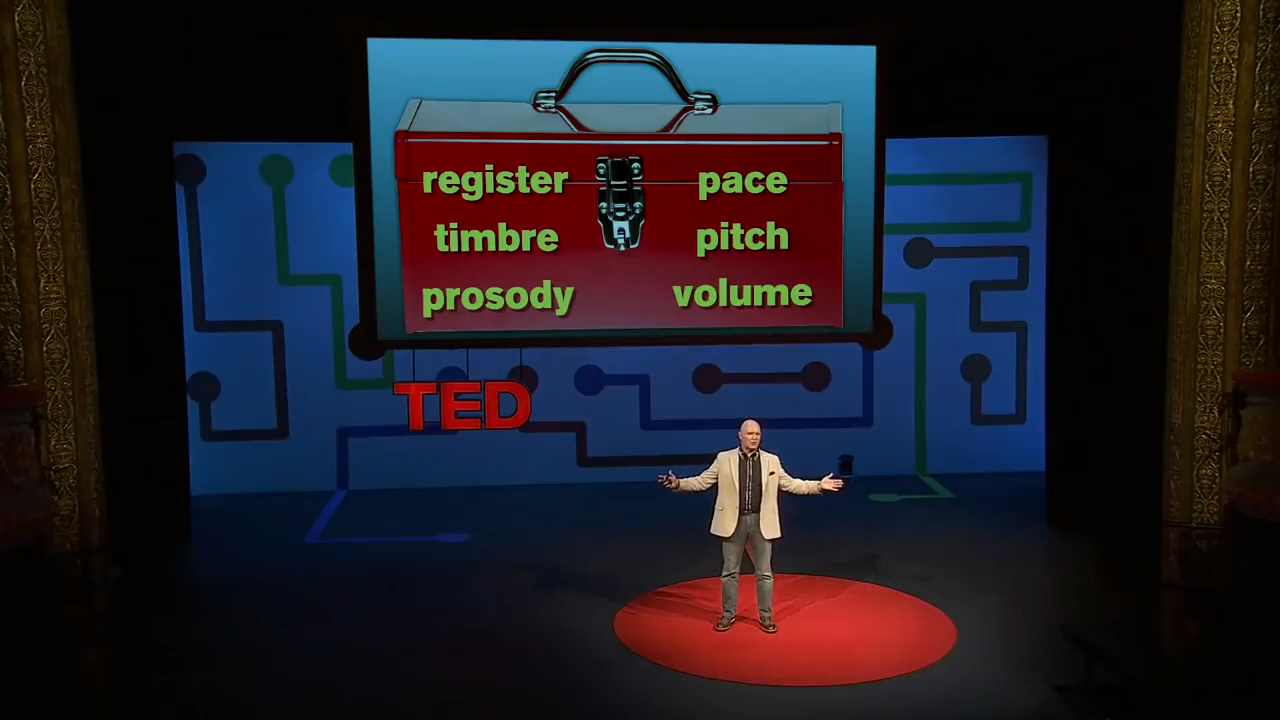 register
timbre
prosody
pace
pitch
volume
TED